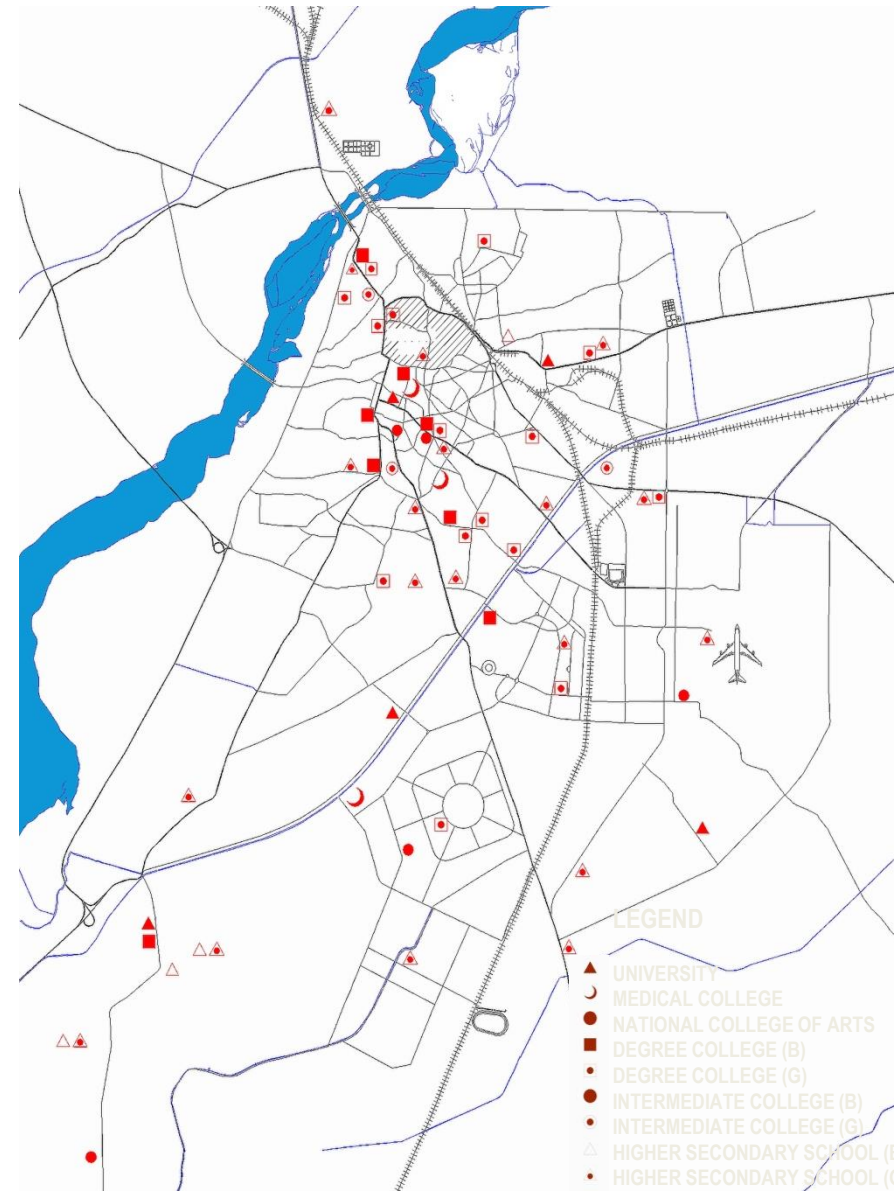 LEGEND
UNIVERSITY
MEDICAL COLLEGE
NATIONAL COLLEGE OF ARTS
DEGREE COLLEGE (B)
DEGREE COLLEGE (G)
INTERMEDIATE COLLEGE (B)
INTERMEDIATE COLLEGE (G)
HIGHER SECONDARY SCHOOL
HIGHER SECONDARY SCHOOL